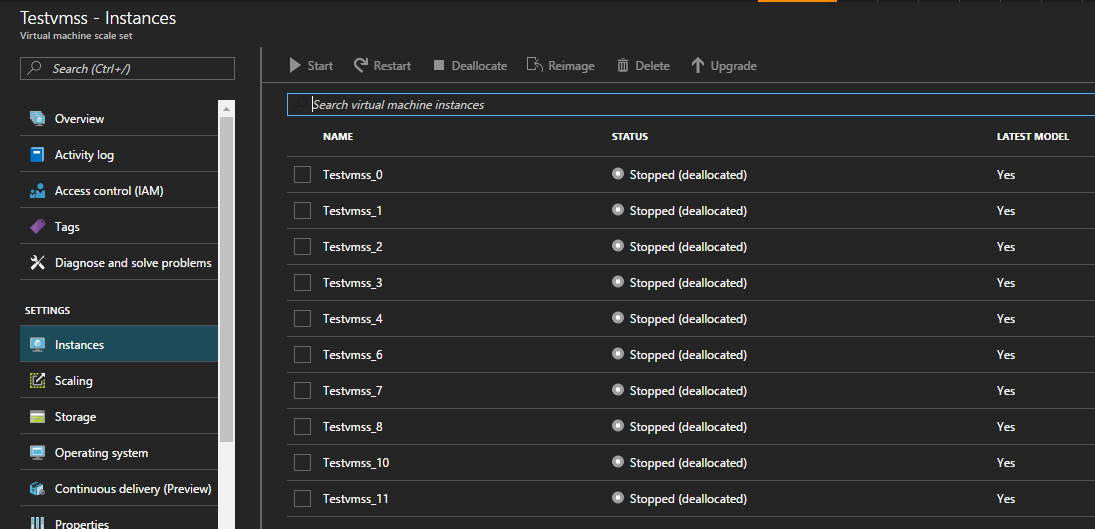 Testvmss - Instances
Virtual machine scale set
Search (Ctrl+/)
Overview
Activity log
Access control (IAM)
Tags
Diagnose and solve problems
SETTINGS
Instances
Scaling
Storage
Operating system
Continuous delivery (Preview)
Properties
Start Restart Deallocate Reimage Delete Upgrade
Search virtual machine instances
NAME STATUS LATEST MODEL
Testvmss_0 Stopped (deallocated) Yes
Testvmss_1 Stopped (deallocated) Yes
Testvmss_2 Stopped (deallocated) Yes
Testvmss_3 Stopped (deallocated) Yes
Testvmss_4 Stopped (deallocated) Yes
Testvmss_6 Stopped (deallocated) Yes
Testvmss_7 Stopped (deallocated) Yes
Testvmss_8 Stopped (deallocated) Yes
Testvmss_10 Stopped (deallocated) Yes
Testvmss_11 Stopped (deallocated) Yes